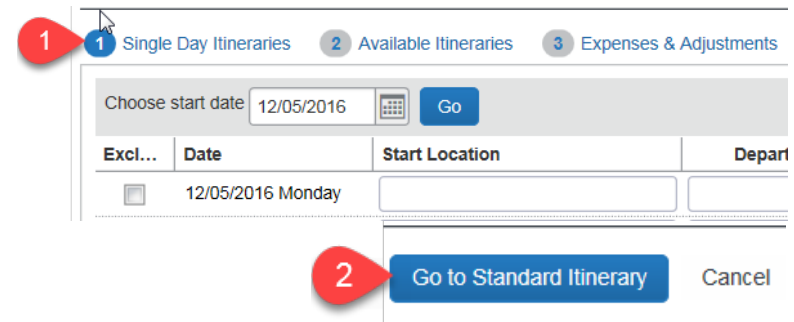 1 1 Single Day Itineraries 2 Available Itineraries 3 Expenses & Adjustments
Choose start date 12/05/2016 Go
Excl... Date Start Location Depart
12/05/2016 Monday
2 Go to Standard Itinerary Cancel